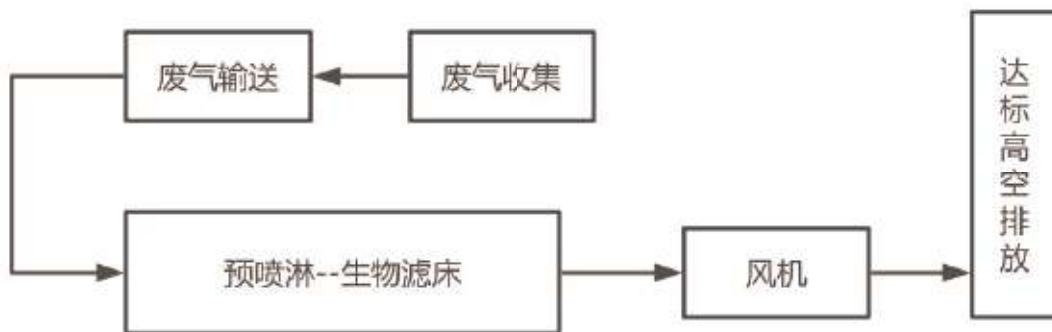 废气输送
废气收集
达标高空排放
预喷淋--生物滤床
风机